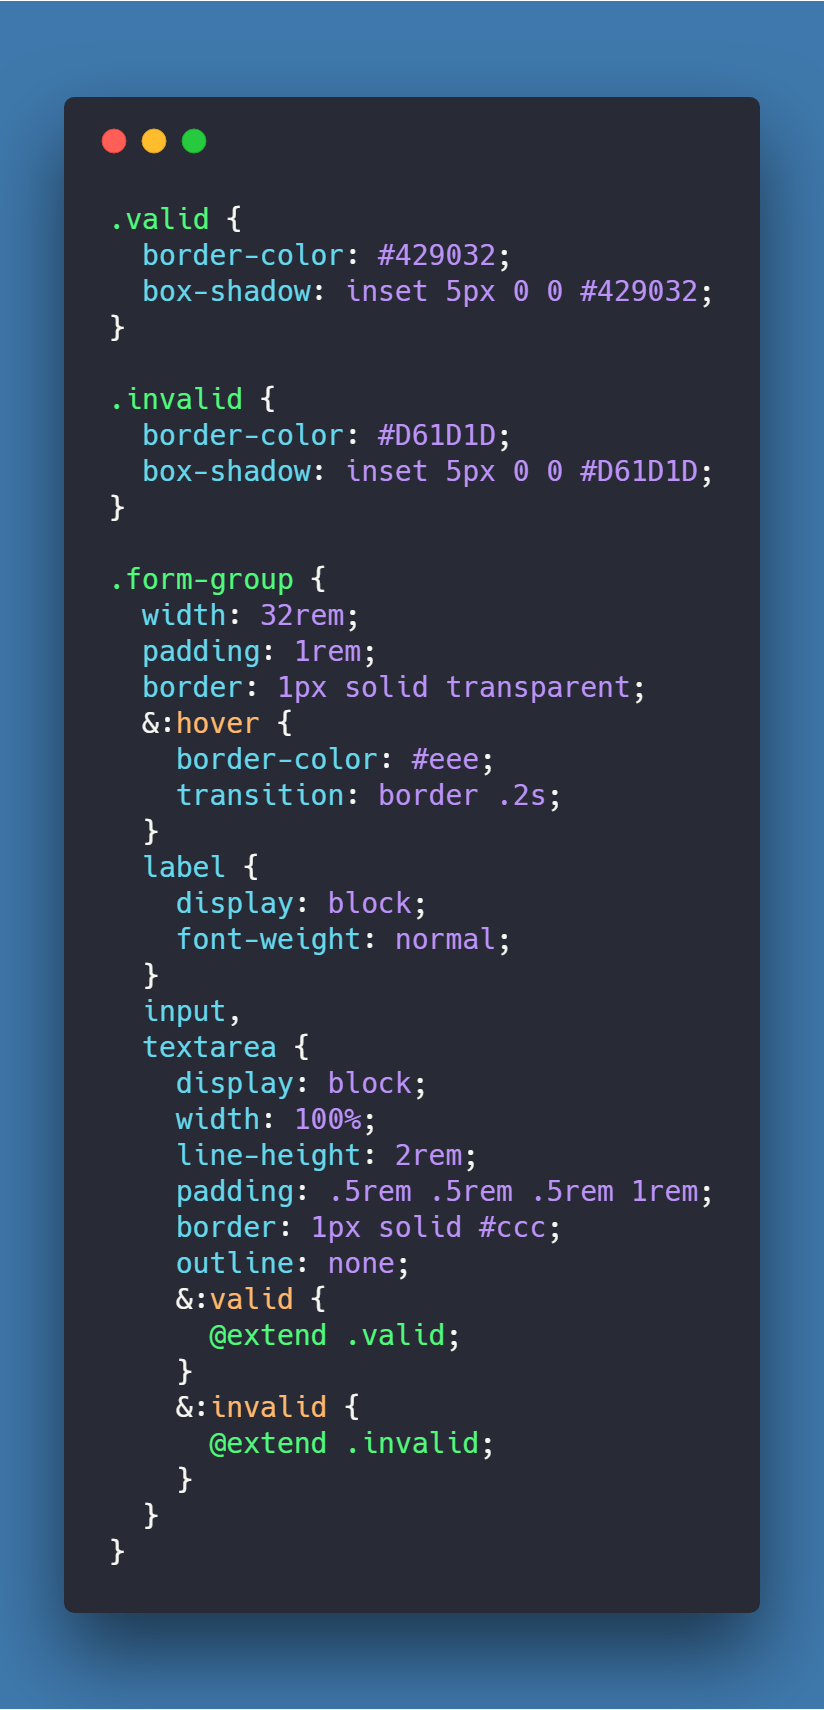 .valid {
  border-color: #429032;
  box-shadow: inset 5px 0 0 #429032;
}

.invalid {
  border-color: #D61D1D;
  box-shadow: inset 5px 0 0 #D61D1D;
}

.form-group {
  width: 32rem;
  padding: 1rem;
  border: 1px solid transparent;
  &:hover {
    border-color: #eee;
    transition: border .2s;
  }
  label {
    display: block;
    font-weight: normal;
  }
  input,
  textarea {
    display: block;
    width: 100%;
    line-height: 2rem;
    padding: .5rem .5rem .5rem 1rem;
    border: 1px solid #ccc;
    outline: none;
    &:valid {
      @extend .valid;
    }
    &:invalid {
      @extend .invalid;
    }
  }
}